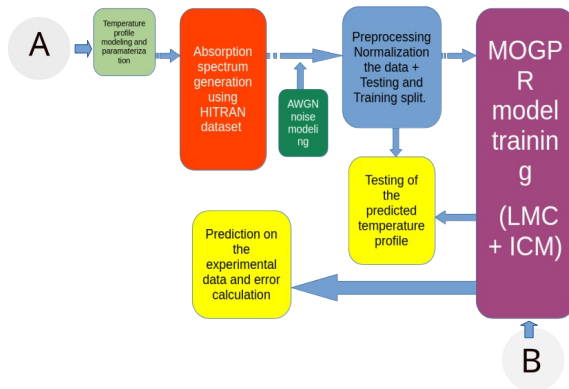 A
Temperature
profile
modeling and
paramateriza
tion
Absorption
spectrum
generation
using
HITRAN
dataset
AWGN
noise
modeli
ng
Preprocessing
Normalization
the data +
Testing and
Training split.
MOGP
R
model
trainin
g
(LMC
+ ICM)
Testing of
the
predicted
temperature
profile
Prediction on
the
experimental
data and error
calculation
B